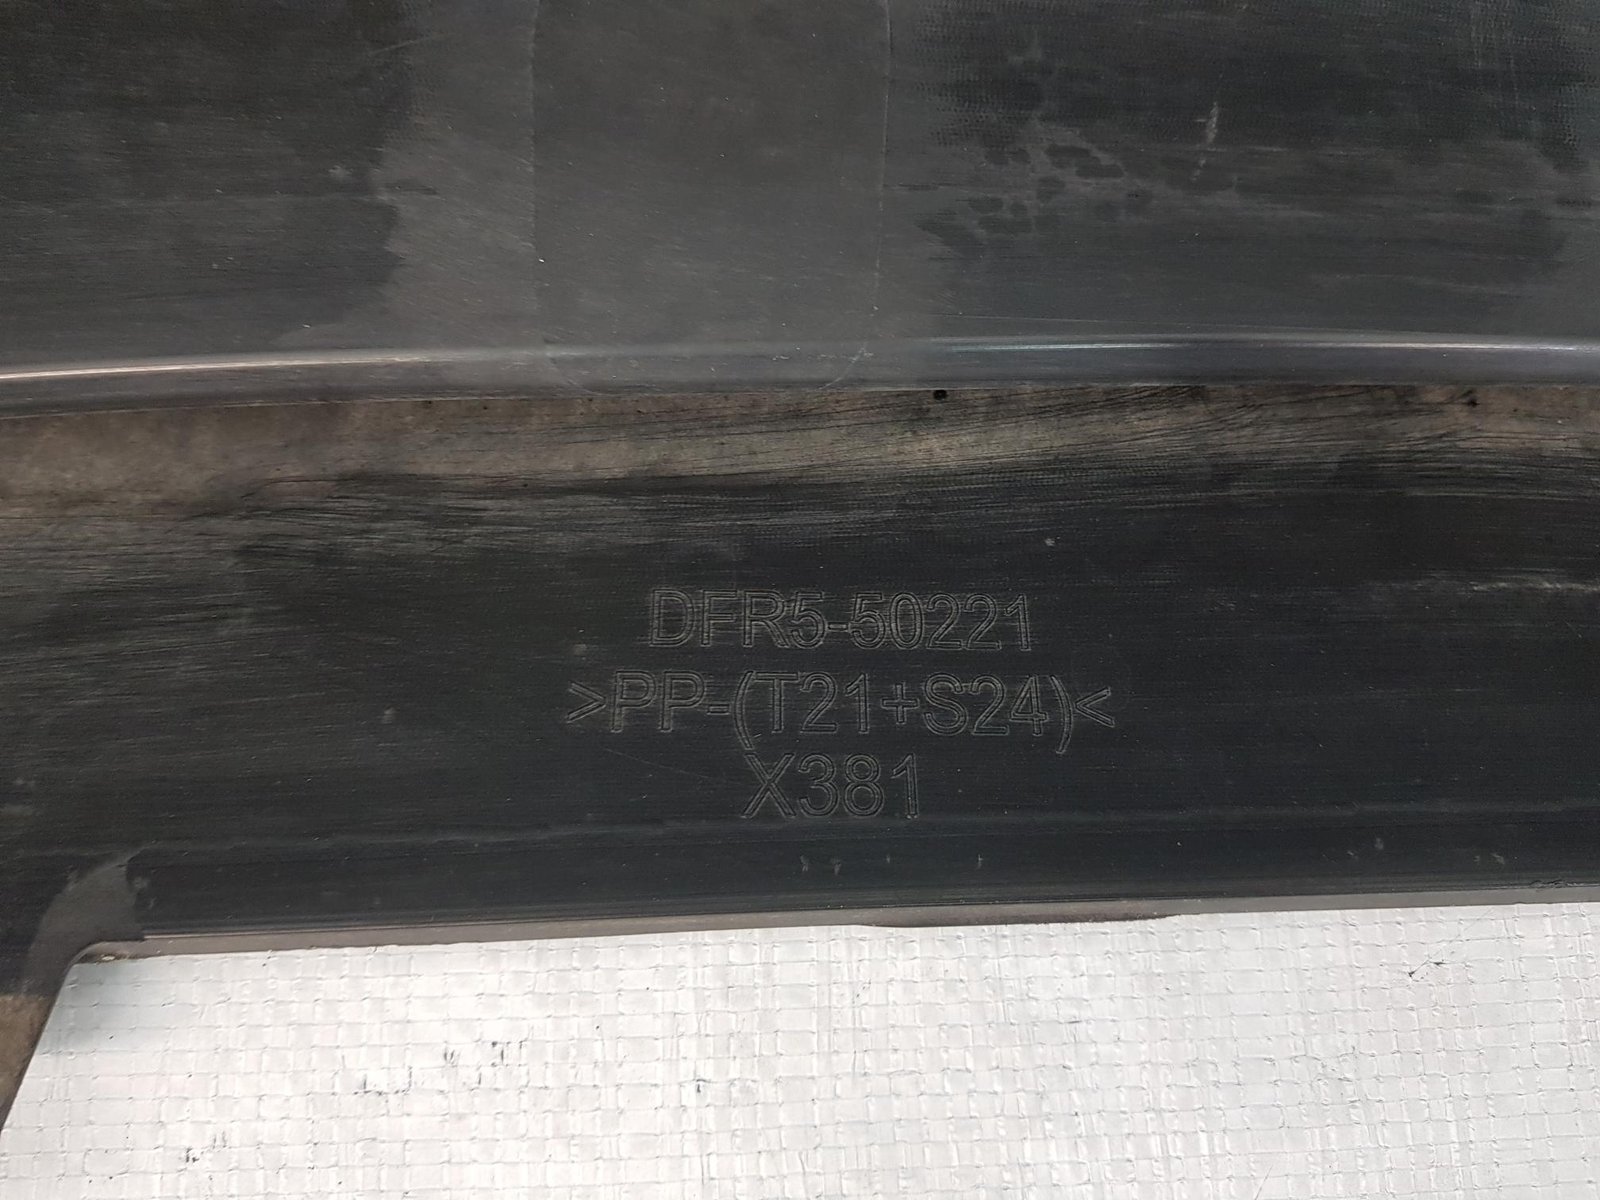 DFR5-50221
>PP-(T21+S24)<
X381